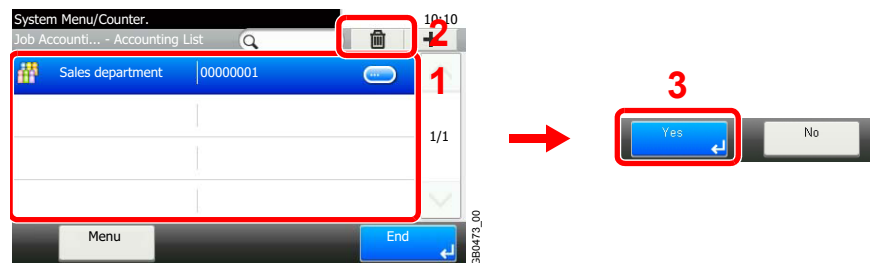 System Menu/Counter. 10:10
Job Accounti... - Accounting List
2
Sales department 00000001 ...
1
1/1
Menu End
GB0473_00
3
Yes No